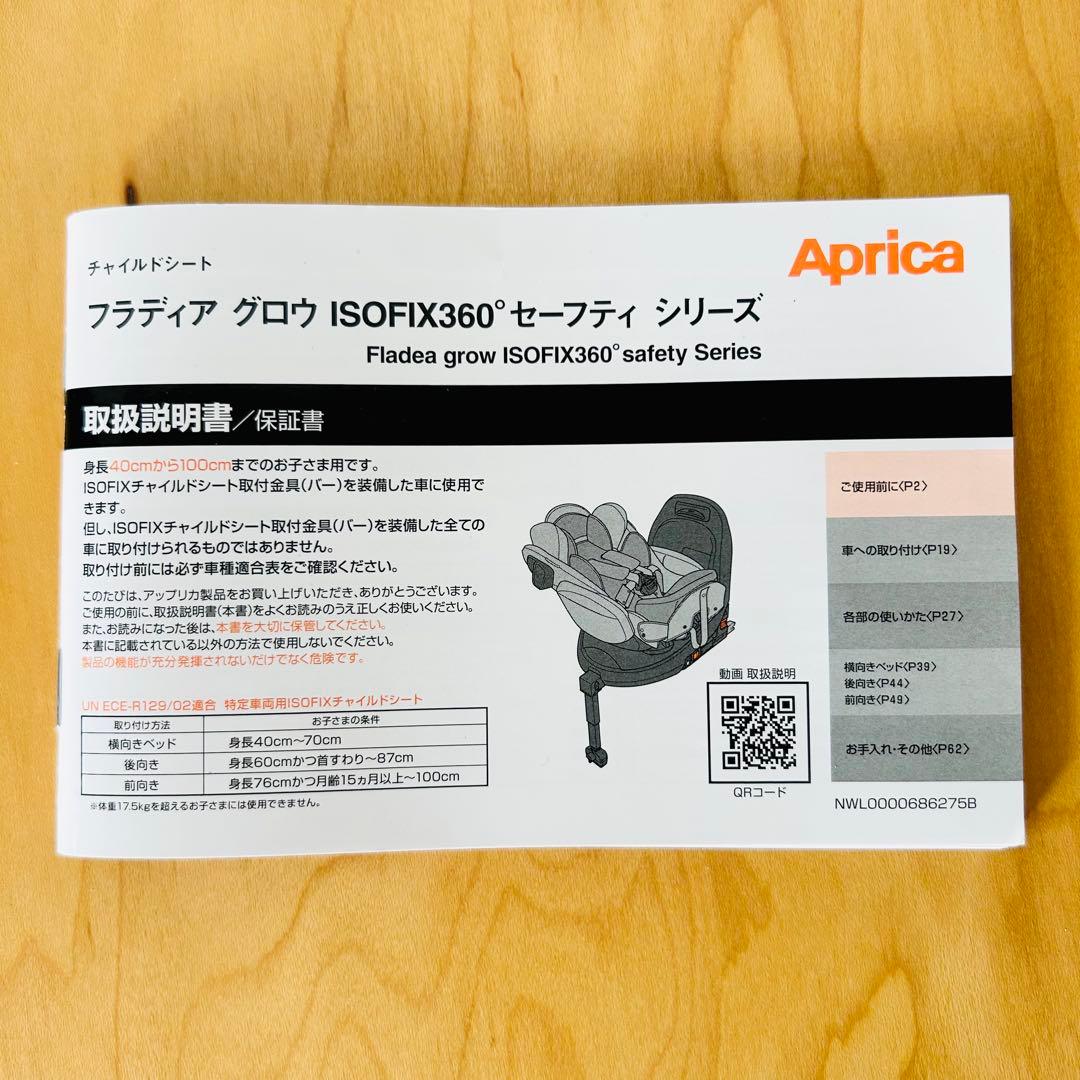 チャイルドシート
Aprica
フラディア グロウ ISOFIX360°セーフティ シリーズ
Fladea grow ISOFIX360°safety Series
取扱説明書/保証書
身長40cmから100cmまでのお子さま用です。
ISOFIXチャイルドシート取付金具(バー)を装備した車に使用で
きます。
但し、ISOFIXチャイルドシート取付金具(バー)を装備した全ての
車に取り付けられるものではありません。
取り付け前には必ず車種適合表をご確認ください。
このたびは、アップリカ製品をお買い上げいただき、ありがとうございます。
ご使用の前に、取扱説明書(本書)をよくお読みのうえ正しくお使いください。
また、お読みになった後は、本書を大切に保管してください。
本書に記載されている以外の方法で使用しないでください。
製品の機能が充分発揮されないだけでなく危険です。
UN ECE-R129/02適合 特定車両用ISOFIXチャイルドシート
取り付け方法 お子さまの条件
横向きベッド 身長40cm〜70cm
後向き 身長60cmかつ首すわり〜87cm
前向き 身長76cmかつ月齢15ヵ月以上〜100cm
※体重17.5kgを超えるお子さまには使用できません。
動画 取扱説明
QRコード
ご使用前に〈P2〉
車への取り付け〈P19〉
各部の使いかた〈P27〉
横向きベッド〈P39〉
後向き〈P44〉
前向き〈P49〉
お手入れ・その他〈P62〉
NWL0000686275B